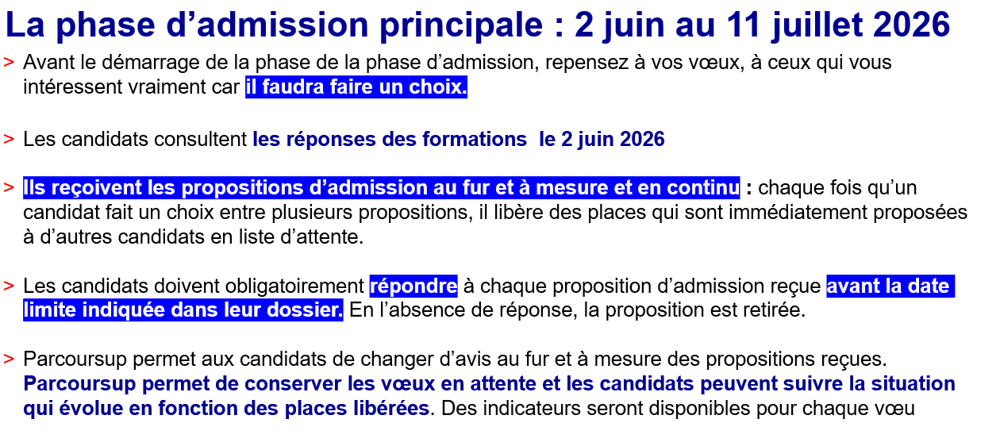 La phase d’admission principale : 2 juin au 11 juillet 2026
> Avant le démarrage de la phase de la phase d’admission, repensez à vos vœux, à ceux qui vous
intéressent vraiment car il faudra faire un choix.
> Les candidats consultent les réponses des formations  le 2 juin 2026
> Ils reçoivent les propositions d’admission au fur et à mesure et en continu : chaque fois qu’un
candidat fait un choix entre plusieurs propositions, il libère des places qui sont immédiatement proposées
à d’autres candidats en liste d’attente.
> Les candidats doivent obligatoirement répondre à chaque proposition d’admission reçue avant la date
limite indiquée dans leur dossier. En l’absence de réponse, la proposition est retirée.
> Parcoursup permet aux candidats de changer d’avis au fur et à mesure des propositions reçues.
Parcoursup permet de conserver les vœux en attente et les candidats peuvent suivre la situation
qui évolue en fonction des places libérées. Des indicateurs seront disponibles pour chaque vœu